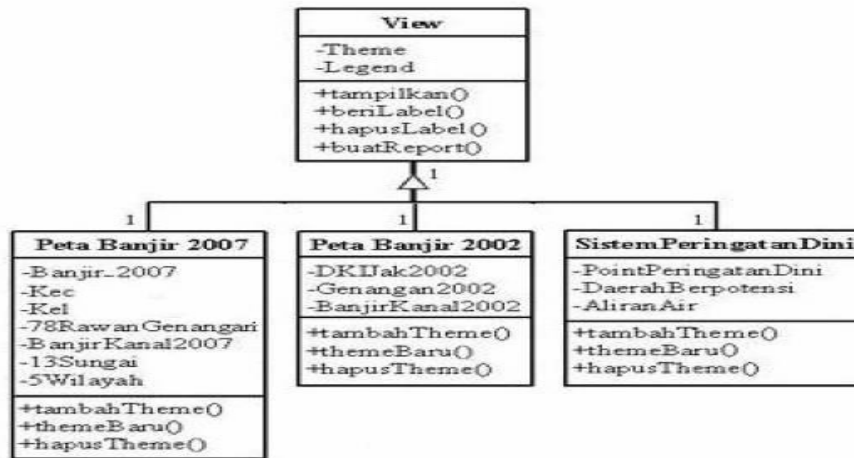 View
-Theme
-Legend
+tampilkan()
+beriLabel()
+hapusLabel()
+buatReport()
1
1
1
1
Peta Banjir 2007
-Banjir_2007
-Kec
-Kel
-78RawanGenangari
-BanjirKanal2007
-13Sungai
-5Wilayah
+tambahTheme()
+themeBaru()
+hapusTheme()
Peta Banjir 2002
-DKIJak2002
-Genangan2002
-BanjirKanal2002
+tambahTheme()
+themeBaru()
+hapusTheme()
SistemPeringatanDini
-PointPeringatanDini
-DaerahBerpotensi
-AliranAir
+tambahTheme()
+themeBaru()
+hapusTheme()